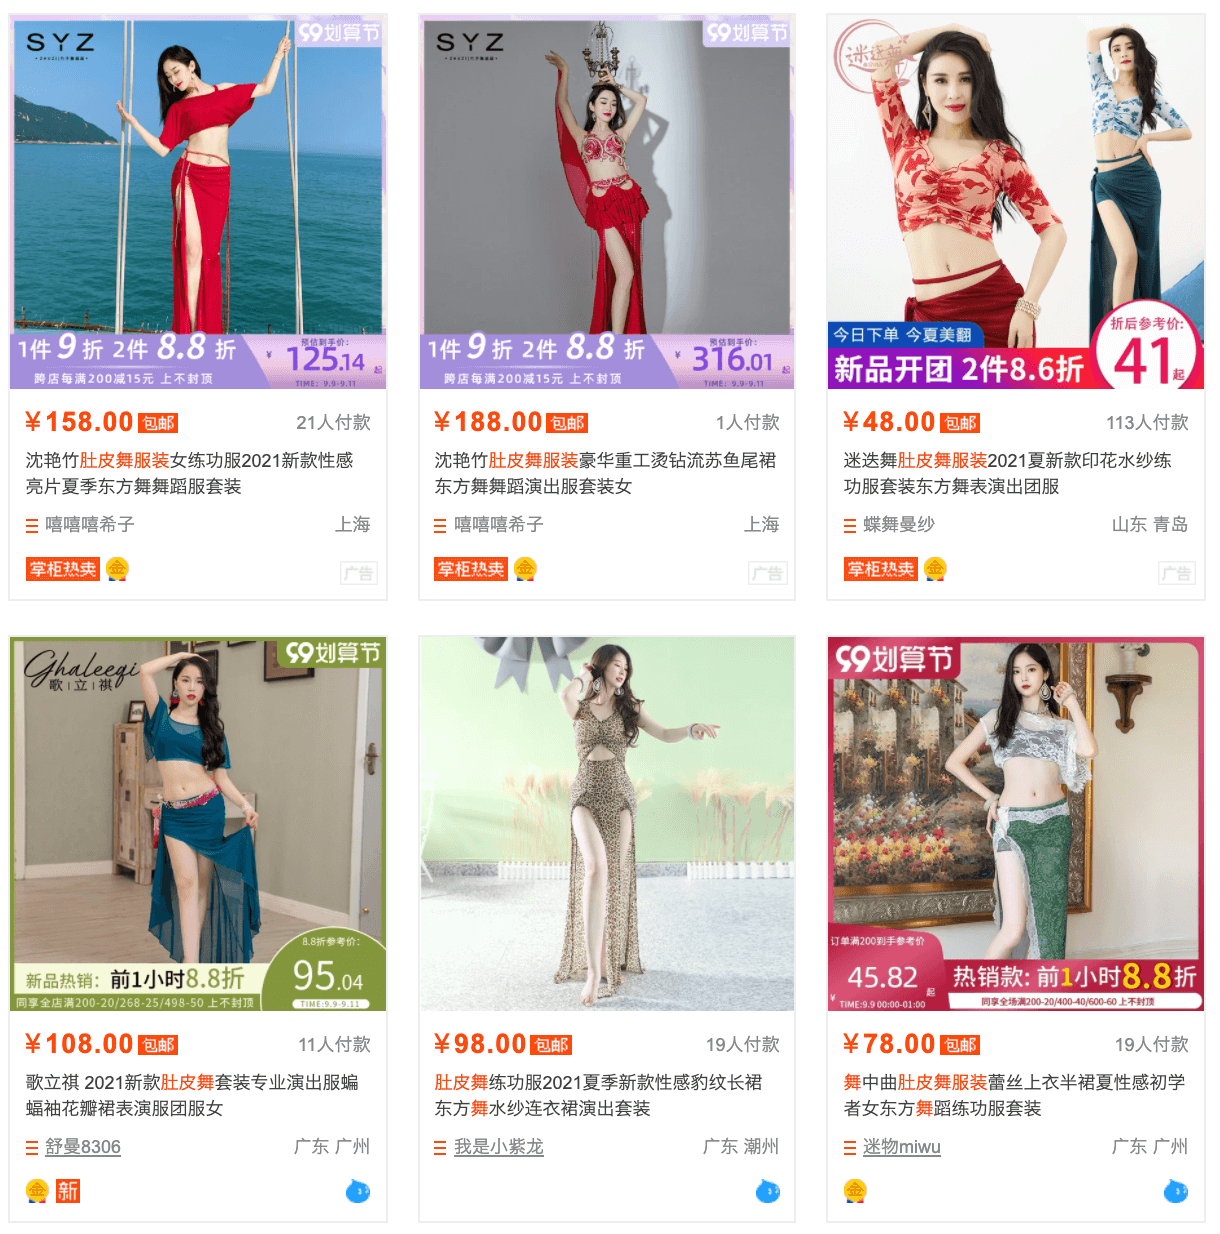 SYZ
99划算节
1件9折 2件8.8折
跨店每满200减15元 上不封顶
预估到手价:
¥125.14起
TIME: 9.9-9.11
¥158.00 包邮
21人付款
沈艳竹肚皮舞服装女练功服2021新款性感
亮片夏季东方舞舞蹈服套装
嘻嘻嘻希子
上海
掌柜热卖 金
广告
SYZ
99划算节
1件9折 2件8.8折
跨店每满200减15元 上不封顶
预估到手价:
¥316.01起
TIME: 9.9-9.11
¥188.00 包邮
1人付款
沈艳竹肚皮舞服装豪华重工烫钻流苏鱼尾裙
东方舞舞蹈演出服套装女
嘻嘻嘻希子
上海
掌柜热卖 金
广告
迷迭舞
今日下单 今夏美翻
新品开团 2件8.6折
折后参考价:
41起
¥48.00 包邮
113人付款
迷迭舞肚皮舞服装2021夏新款印花水纱练
功服套装东方舞表演出团服
蝶舞曼纱
山东 青岛
掌柜热卖 金
广告
Ghaleeqi
歌|立|祺
99划算节
新品热销: 前1小时8.8折
同享全店满200-20/268-25/498-50 上不封顶
8.8折参考价:
95.04
TIME:9.9-9.11
¥108.00 包邮
11人付款
歌立祺 2021新款肚皮舞套装专业演出服蝙
蝠袖花瓣裙表演服团服女
舒曼8306
广东 广州
金 新
¥98.00 包邮
19人付款
肚皮舞练功服2021夏季新款性感豹纹长裙
东方舞水纱连衣裙演出套装
我是小紫龙
广东 潮州
99划算节
订单满200到手参考价
¥45.82起
TIME:9.9 00:00-01:00
热销款: 前1小时8.8折
同享全场满200-20/400-40/600-60 上不封顶
¥78.00 包邮
19人付款
舞中曲肚皮舞服装蕾丝上衣半裙夏性感初学
者女东方舞蹈练功服套装
迷物miwu
广东 广州
金